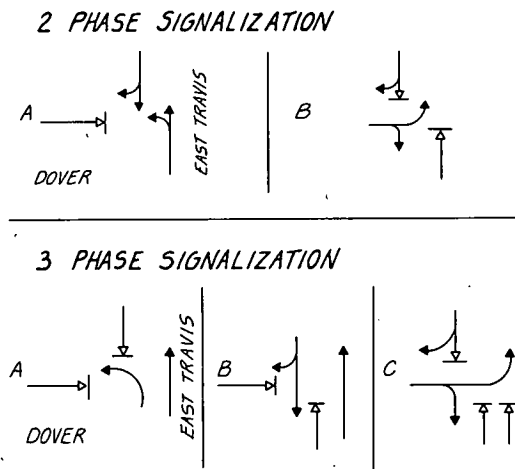 2 PHASE SIGNALIZATION
A
EAST TRAVIS
B
DOVER
3 PHASE SIGNALIZATION
A
EAST TRAVIS
B
C
DOVER